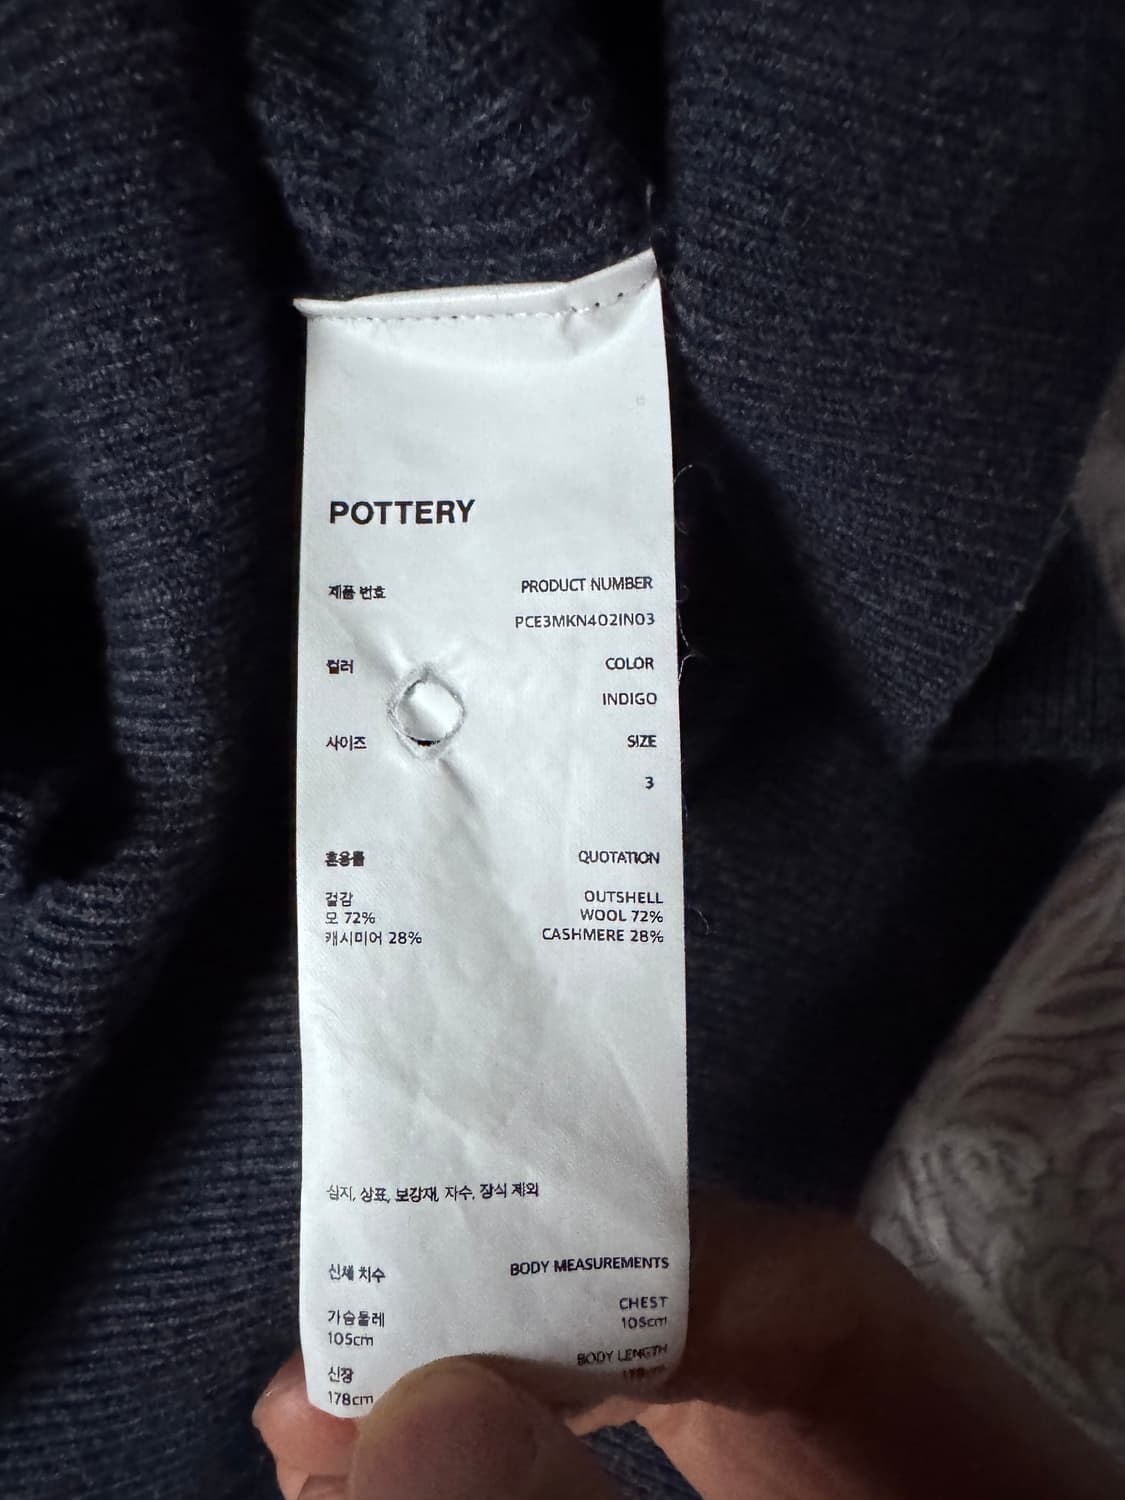 POTTERY
제품 번호 PRODUCT NUMBER
PCE3MKN402IN03
컬러 COLOR
INDIGO
사이즈 SIZE
3
혼용률 QUOTATION
겉감 OUTSHELL
모 72% WOOL 72%
캐시미어 28% CASHMERE 28%
심지, 상표, 보강재, 자수, 장식 제외
신체 치수 BODY MEASUREMENTS
가슴둘레 CHEST
105cm 105cm
신장 BODY LENGTH
178cm